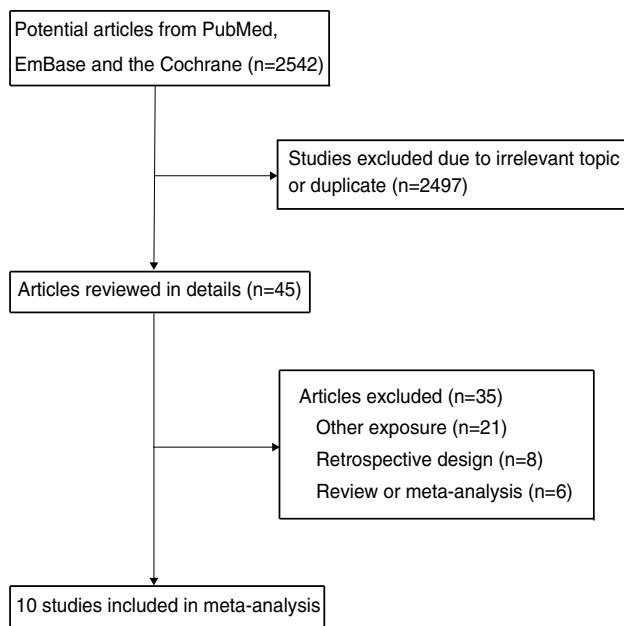 Potential articles from PubMed,
EmBase and the Cochrane (n=2542)
Studies excluded due to irrelevant topic
or duplicate (n=2497)
Articles reviewed in details (n=45)
Articles excluded (n=35)
Other exposure (n=21)
Retrospective design (n=8)
Review or meta-analysis (n=6)
10 studies included in meta-analysis